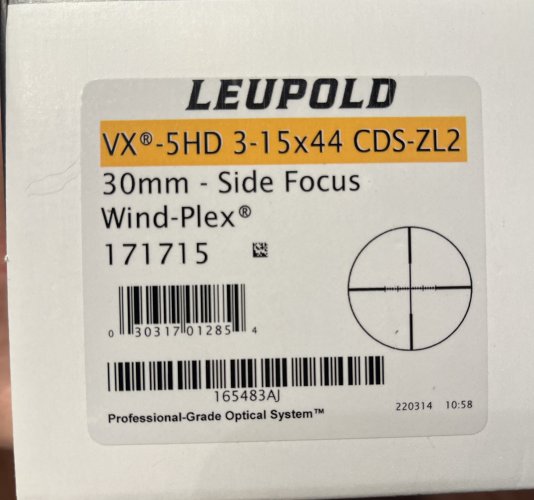 LEUPOLD
VX®-5HD 3-15x44 CDS-ZL2
30mm - Side Focus
Wind-Plex®
171715
0 30317 01285 4
165483AJ
Professional-Grade Optical System™
220314 10:58